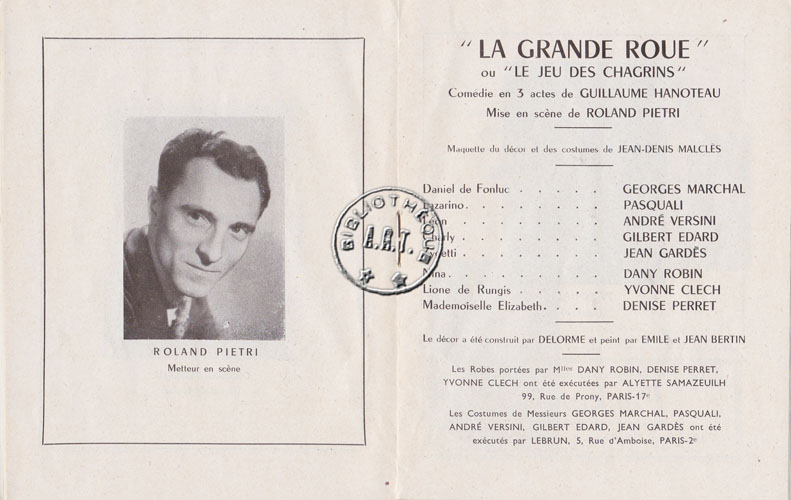 ROLAND PIETRI
Metteur en scène
"LA GRANDE ROUE"
ou "LE JEU DES CHAGRINS"
Comédie en 3 actes de GUILLAUME HANOTEAU
Mise en scène de ROLAND PIETRI
Maquette du décor et des costumes de JEAN-DENIS MALCLÈS
Daniel de Fonluc . . . . . GEORGES MARCHAL
. . . . . . PASQUALI
. . . . . . ANDRÉ VERSINI
. . . . . . GILBERT EDARD
. . . . . . JEAN GARDÈS
Nina . . . . . . . DANY ROBIN
Lione de Rungis . . . . . YVONNE CLECH
Mademoiselle Elizabeth. . . . DENISE PERRET
BIBLIOTHÈQUE
A.R.T.
Le décor a été construit par DELORME et peint par EMILE et JEAN BERTIN
Les Robes portées par Mlles DANY ROBIN, DENISE PERRET,
YVONNE CLECH ont été exécutées par ALYETTE SAMAZEUILH
99, Rue de Prony, PARIS-17e
Les Costumes de Messieurs GEORGES MARCHAL, PASQUALI,
ANDRÉ VERSINI, GILBERT EDARD, JEAN GARDÈS ont été
exécutés par LEBRUN, 5, Rue d'Amboise, PARIS-2e